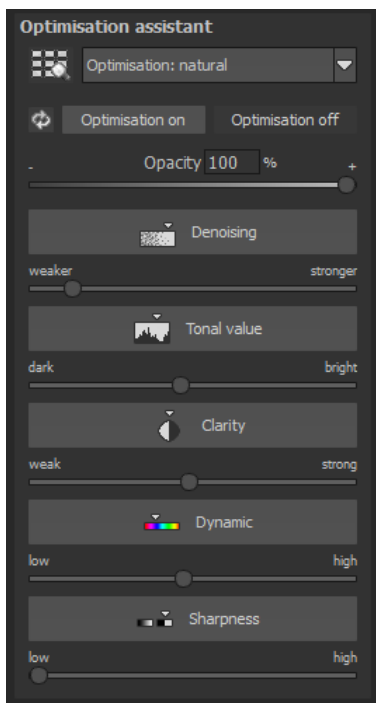 Optimisation assistant
Optimisation: natural
Optimisation on Optimisation off
- Opacity 100 % +
Denoising
weaker stronger
Tonal value
dark bright
Clarity
weak strong
Dynamic
low high
Sharpness
low high